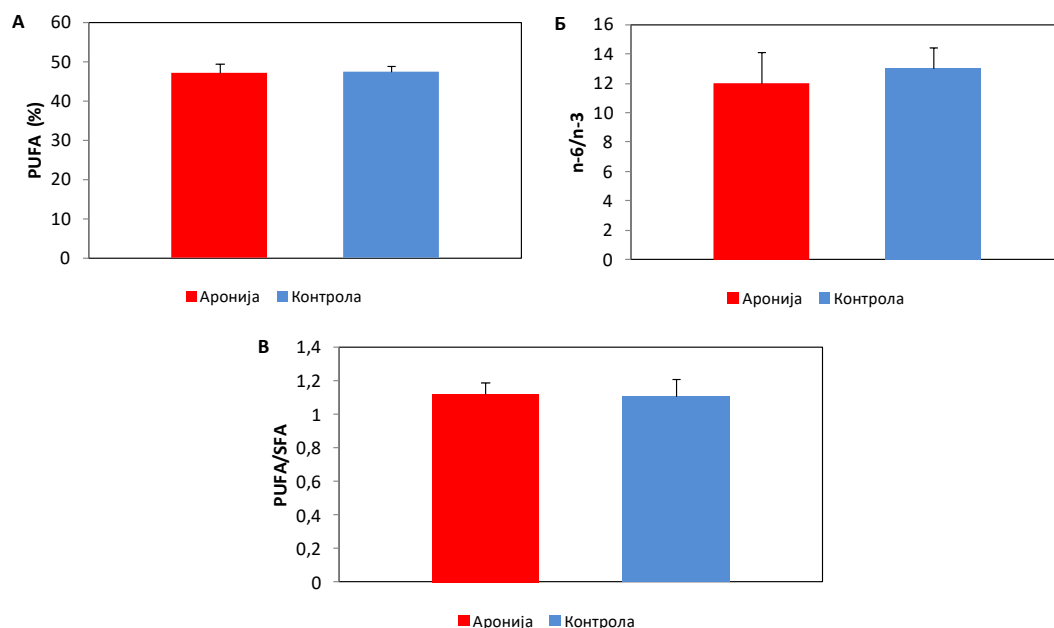 А
60
50
40
30
20
10
0
PUFA (%)
Аронија Контрола
Б
16
14
12
10
8
6
4
2
0
n-6/n-3
Аронија Контрола
В
1,4
1,2
1
0,8
0,6
0,4
0,2
0
PUFA/SFA
Аронија Контрола